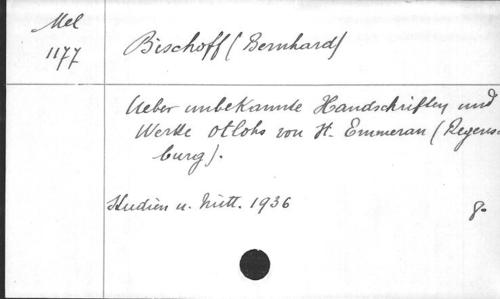 Mel
1177
Bischoff (Bernhard)
Ueber unbekannte Handschriften und
Werke Otlohs von St. Emmeran (Regens-
burg).
Studien u. Mitt. 1936
8°